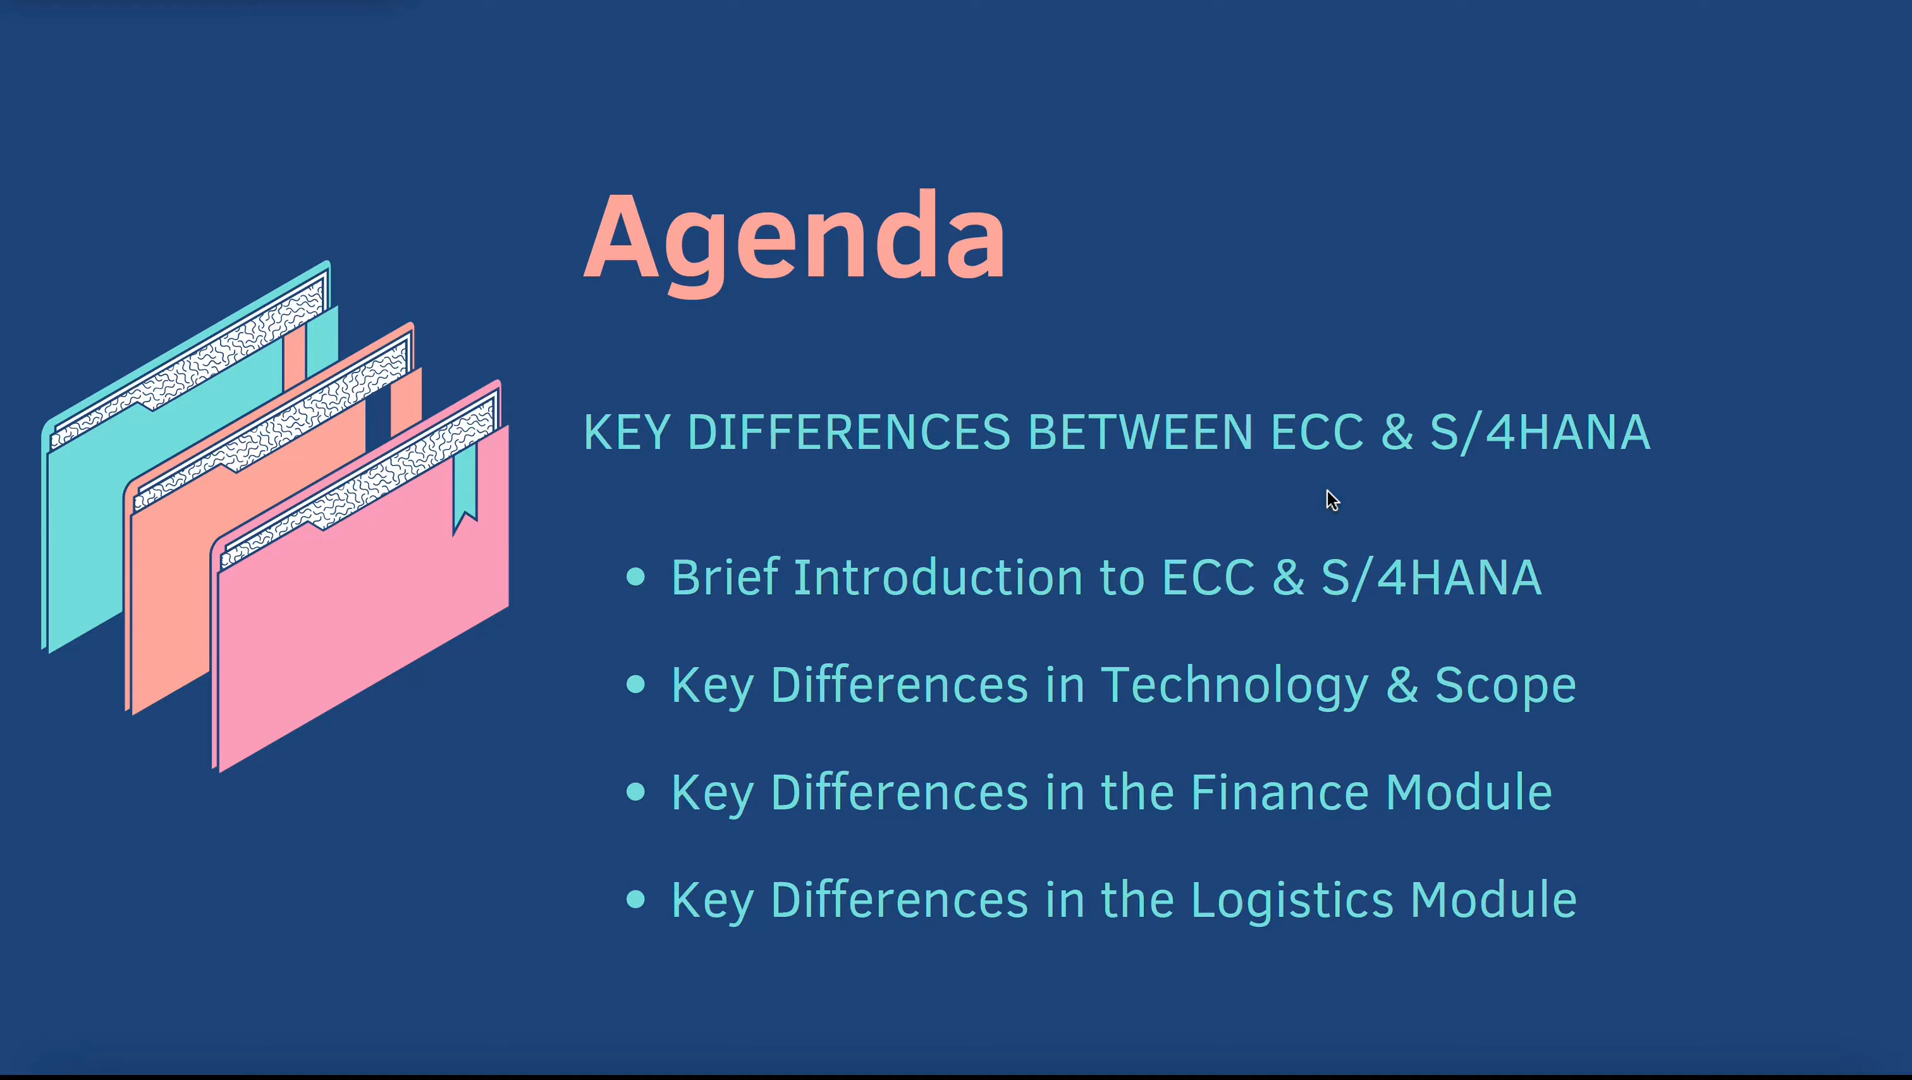 Agenda
KEY DIFFERENCES BETWEEN ECC & S/4HANA
• Brief Introduction to ECC & S/4HANA
• Key Differences in Technology & Scope
• Key Differences in the Finance Module
• Key Differences in the Logistics Module